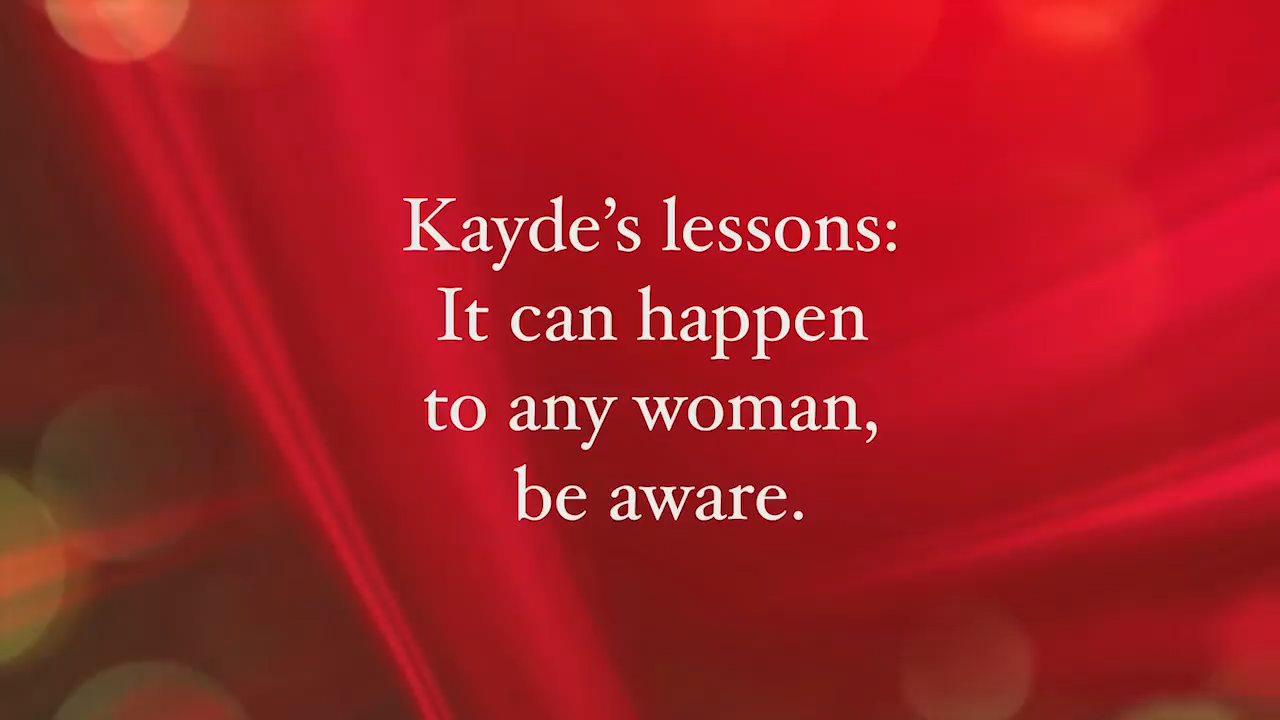 Kayde’s lessons:
It can happen
to any woman,
be aware.